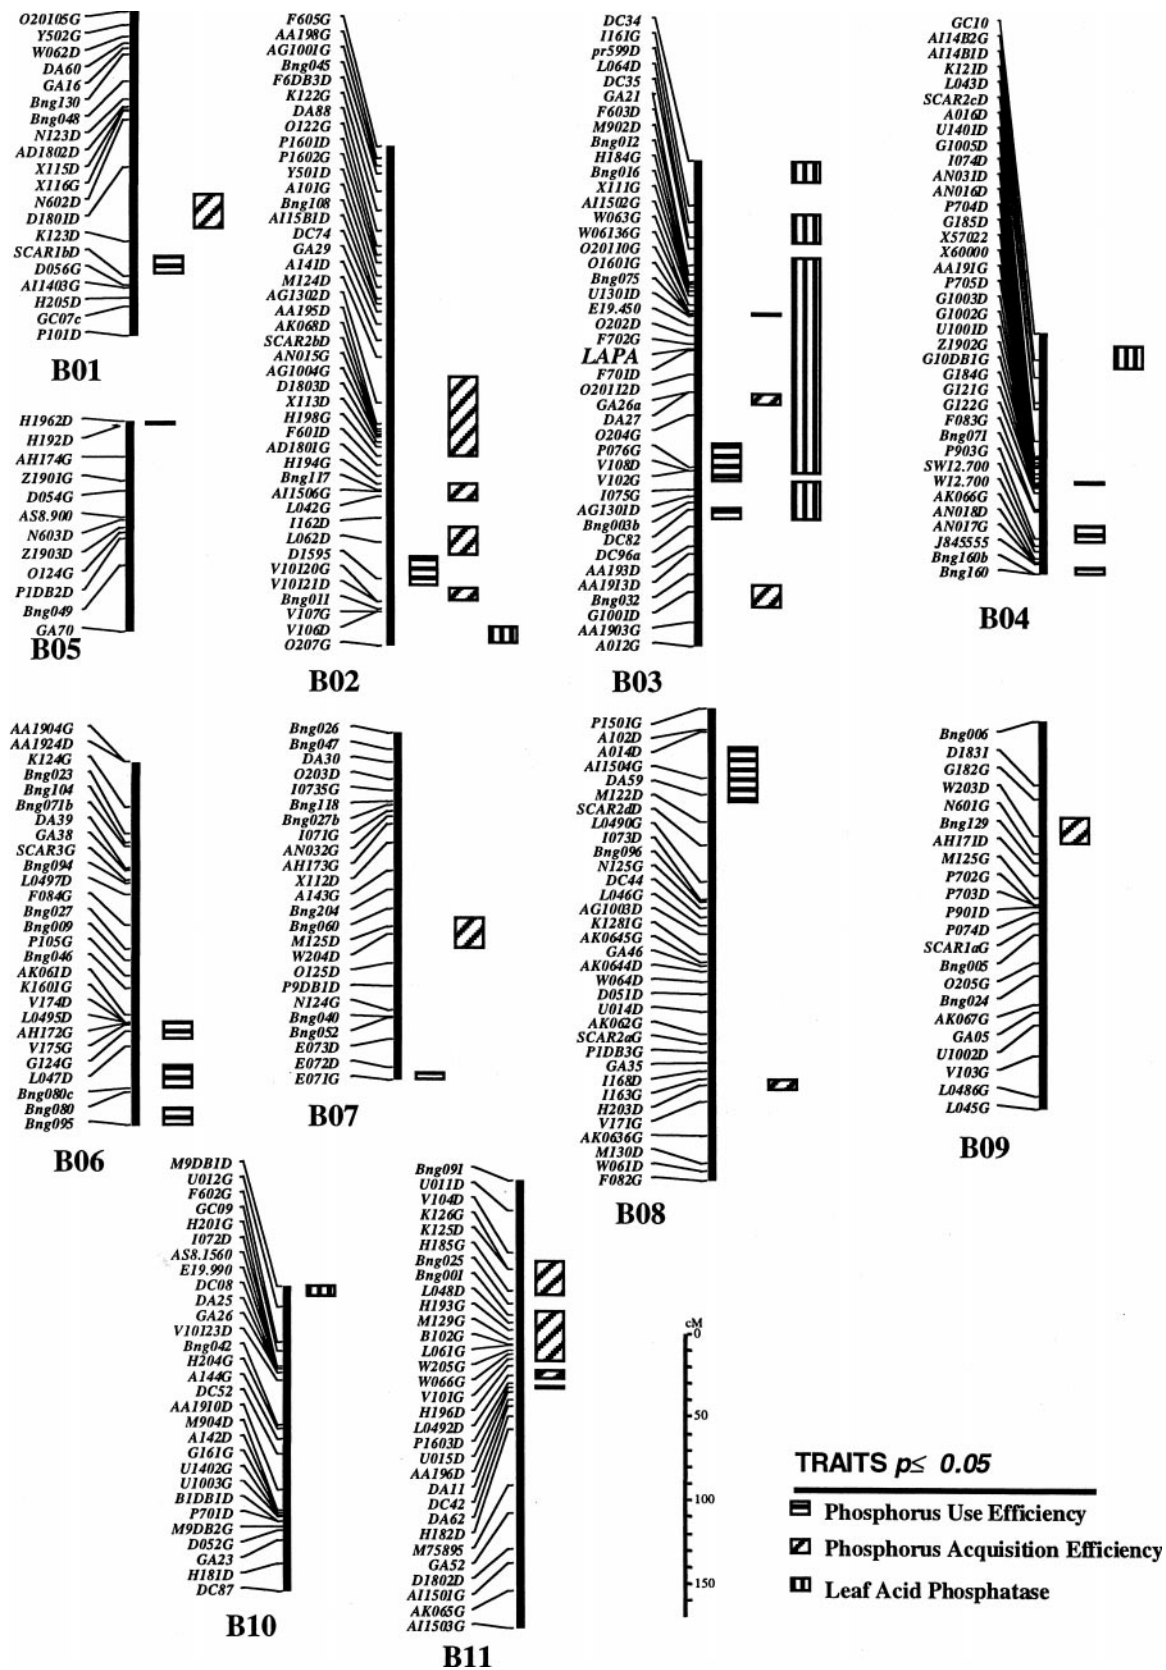 O20105G
Y502G
W062D
DA60
GA16
Bng130
Bng048
N123D
AD1802D
X115D
X116G
N602D
D1801D
K123D
SCAR1bD
D056G
AI1403G
H205D
GC07c
P101D
B01
H1962D
H192D
AH174G
Z1901G
D054G
AS8.900
N603D
Z1903D
O124G
P1DB2D
Bng049
GA70
B05
F605G
AA198G
AG1001G
Bng045
F6DB3D
K122G
DA88
O122G
P1601D
P1602G
Y501D
A101G
Bng108
AI15B1D
DC74
GA29
A141D
M124D
AG1302D
AA195D
AK068D
SCAR2bD
AN015G
AG1004G
D1803D
X113D
H198G
F601D
AD1801G
H194G
Bng117
AI1506G
L042G
I162D
L062D
D1595
V10120G
V10121D
Bng011
V107G
V106D
O207G
B02
DC34
I161G
pr599D
L064D
DC35
GA21
F603D
M902D
Bng012
H184G
Bng016
X111G
AI1502G
W063G
W06136G
O20110G
O1601G
Bng075
U1301D
E19.450
O202D
F702G
LAPA
F701D
O20112D
GA26a
DA27
O204G
P076G
V108D
V102G
I075G
AG1301D
Bng003b
DC82
DC96a
AA193D
AA1913D
Bng032
G1001D
AA1903G
A012G
B03
GC10
AI14B2G
AI14B1D
K121D
L043D
SCAR2cD
A016D
U1401D
G1005D
I074D
AN031D
AN016D
P704D
G185D
X57022
X60000
AA191G
P705D
G1003D
G1002G
U1001D
Z1902G
G10DB1G
G184G
G121G
G122G
F083G
Bng071
P903G
SW12.700
W12.700
AK066G
AN018D
AN017G
J845555
Bng160b
Bng160
B04
AA1904G
AA1924D
K124G
Bng023
Bng104
Bng071b
DA39
GA38
SCAR3G
Bng094
L0497D
F084G
Bng027
Bng009
P105G
Bng046
AK061D
K1601G
V174D
L0495D
AH172G
V175G
G124G
L047D
Bng080c
Bng080
Bng095
B06
Bng026
Bng047
DA30
O203D
I0735G
Bng118
Bng027b
I071G
AN032G
AH173G
X112D
A143G
Bng204
Bng060
M125D
W204D
O125D
P9DB1D
N124G
Bng040
Bng052
E073D
E072D
E071G
B07
P1501G
A102D
A014D
AI1504G
DA59
M122D
SCAR2dD
L0490G
I073D
Bng096
N125G
DC44
L046G
AG1003D
K1281G
AK0645G
GA46
AK0644D
W064D
D051D
U014D
AK062G
SCAR2aG
P1DB3G
GA35
I168D
I163G
H203D
V171G
AK0636G
M130D
W061D
F082G
B08
Bng006
D1831
G182G
W203D
N601G
Bng129
AH171D
M125G
P702G
P703D
P901D
P074D
SCAR1aG
Bng005
O205G
Bng024
AK067G
GA05
U1002D
V103G
L0486G
L045G
B09
M9DB1D
U012G
F602G
GC09
H201G
I072D
AS8.1560
E19.990
DC08
DA25
GA26
V10123D
Bng042
H204G
A144G
DC52
AA1910D
M904D
A142D
G161G
U1402G
U1003G
B1DB1D
P701D
M9DB2G
D052G
GA23
H181D
DC87
B10
Bng091
U011D
V104D
K126G
K125D
H185G
Bng025
Bng001
L048D
H193G
M129G
B102G
L061G
W205G
W066G
V101G
H196D
L0492D
P1603D
U015D
AA196D
DA11
DC42
DA62
H182D
M75895
GA52
D1802D
AI1501G
AK065G
AI1503G
B11
cM
0
50
100
150
TRAITS p≤ 0.05
Phosphorus Use Efficiency
Phosphorus Acquisition Efficiency
Leaf Acid Phosphatase